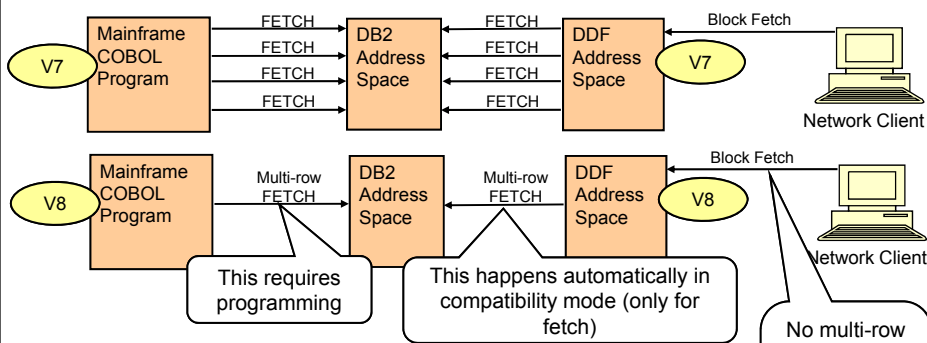 FETCH
FETCH
FETCH
FETCH
Mainframe
COBOL
Program
V7
DB2
Address
Space
FETCH
FETCH
FETCH
FETCH
DDF
Address
Space
V7
Block Fetch
Network Client
Mainframe
COBOL
Program
V8
Multi-row
FETCH
DB2
Address
Space
Multi-row
FETCH
DDF
Address
Space
V8
Block Fetch
Network Client
This requires
programming
This happens automatically in
compatibility mode (only for
fetch)
No multi-row